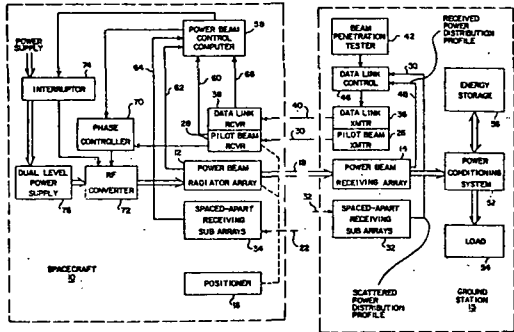 POWER BEAM
CONTROL
COMPUTER
58
POWER
SUPPLY
74
INTERRUPTOR
64
62
60
66
70
PHASE
CONTROLLER
38
DATA LINK
RCVR
28
PILOT BEAM
RCVR
40
30
12
DUAL LEVEL
POWER
SUPPLY
76
RF
CONVERTER
72
POWER BEAM
RADIATOR ARRAY
18
SPACED-APART
RECEIVING
SUB ARRAYS
34
22
SPACECRAFT
10
POSITIONER
16
BEAM
PENETRATION
TESTER
42
RECEIVED
POWER
DISTRIBUTION
PROFILE
DATA LINK
CONTROL
46
50
48
DATA LINK
XMTR
36
PILOT BEAM
XMTR
26
ENERGY
STORAGE
56
POWER BEAM
RECEIVING ARRAY
14
POWER
CONDITIONING
SYSTEM
52
32
SPACED-APART
RECEIVING
SUB ARRAYS
32
LOAD
54
SCATTERED
POWER
DISTRIBUTION
PROFILE
GROUND
STATION